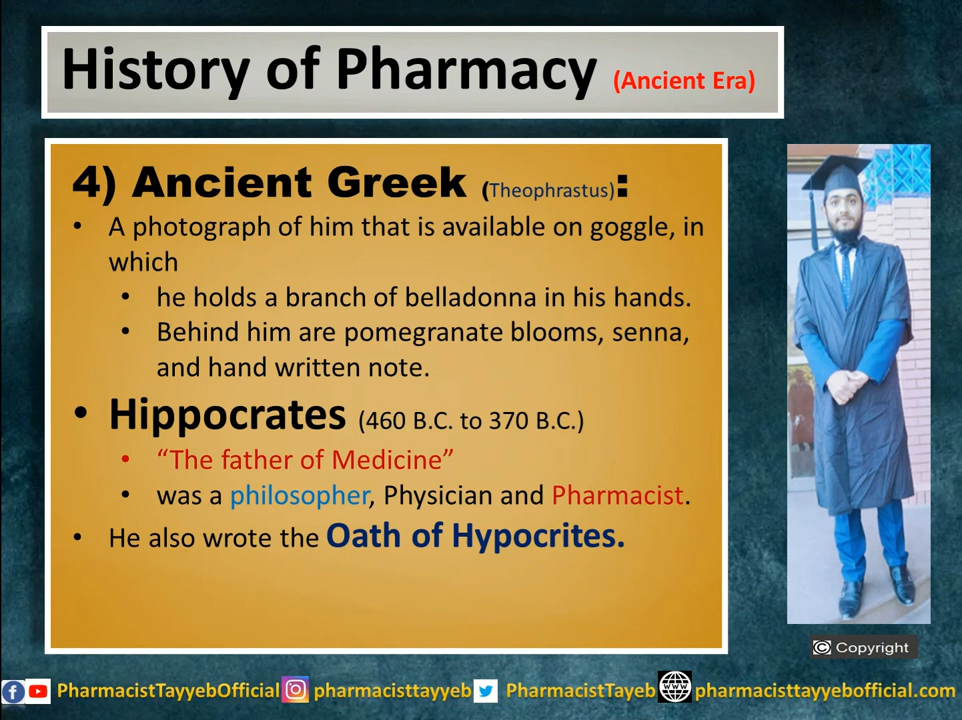 History of Pharmacy (Ancient Era)
4) Ancient Greek (Theophrastus):
• A photograph of him that is available on goggle, in
which
• he holds a branch of belladonna in his hands.
• Behind him are pomegranate blooms, senna,
and hand written note.
• Hippocrates (460 B.C. to 370 B.C.)
• “The father of Medicine”
• was a philosopher, Physician and Pharmacist.
• He also wrote the Oath of Hypocrites.
© Copyright
PharmacistTayyebOfficial pharmacisttayyeb PharmacistTayeb WWW pharmacisttayyebofficial.com